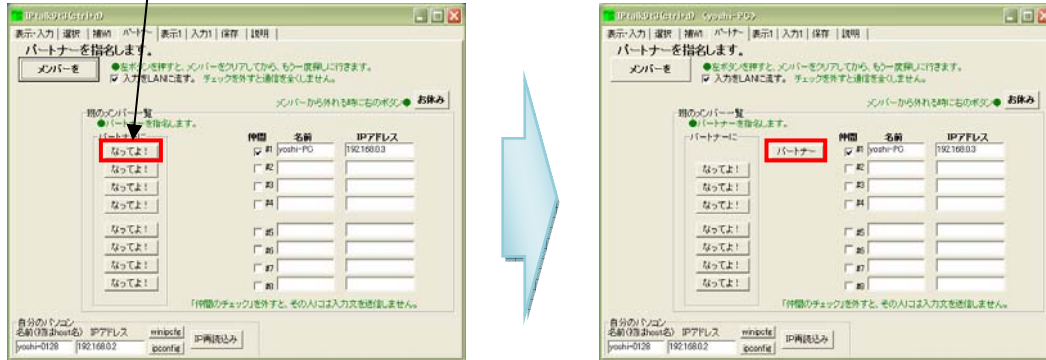 IPtalk9t3(Ctrl+J)
表示・入力 選択 補W1 パートナー 表示1 入力1 保存 説明
パートナーを指名します。
メンバーを
●左ボタンを押すと、メンバーをクリアしてから、もう一度探しに行きます。
入力をLANに流す。 チェックを外すと通信を全くしません。
メンバーから外れる時に右のボタン● お休み
班のメンバー一覧
●パートナーを指名します。
パートナーに 仲間 名前 IPアドレス
なってよ! #1 yoshi-PC 192.168.0.3
なってよ! #2
なってよ! #3
なってよ! #4
なってよ! #5
なってよ! #6
なってよ! #7
なってよ! #8
「仲間のチェック」を外すと、その人には入力文を送信しません。
自分のパソコン
IPアドレス winipcfg
yoshi-0128 192.168.0.2 ipconfig IP再読込み
表示・入力 選択 補W1 パートナー 表示1 入力1 保存 説明
パートナーを指名します。
メンバーを
●左ボタンを押すと、メンバーをクリアしてから、もう一度探しに行きます。
入力をLANに流す。 チェックを外すと通信を全くしません。
メンバーから外れる時に右のボタン● お休み
班のメンバー一覧
●パートナーを指名します。
パートナーに 仲間 名前 IPアドレス
パートナー #1 yoshi-PC 192.168.0.3
なってよ! #2
なってよ! #3
なってよ! #4
なってよ! #5
なってよ! #6
なってよ! #7
なってよ! #8
「仲間のチェック」を外すと、その人には入力文を送信しません。
自分のパソコン
IPアドレス winipcfg
yoshi-0128 192.168.0.2 ipconfig IP再読込み